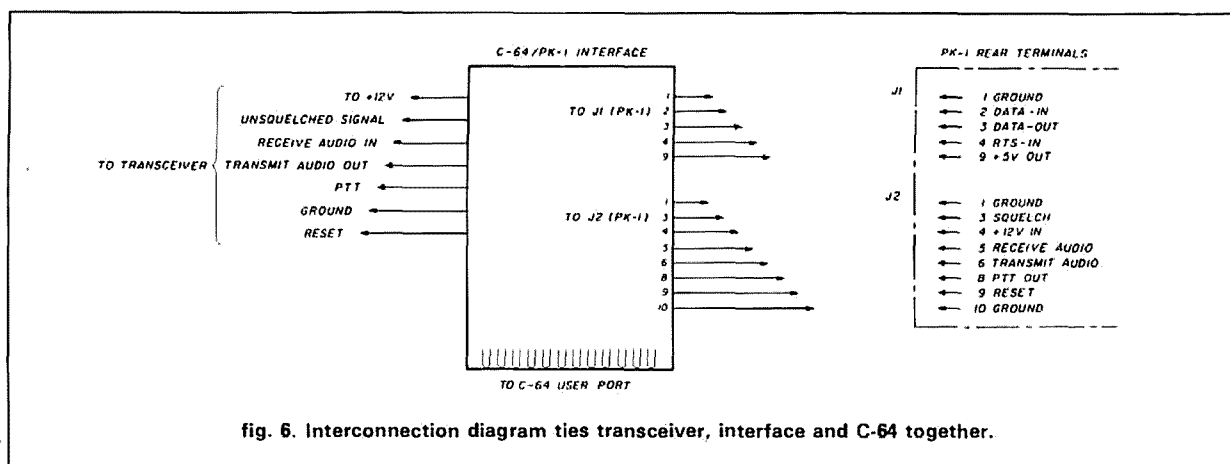 C-64/PK-1 INTERFACE
TO TRANSCEIVER
TO +12V
UNSQUELCHED SIGNAL
RECEIVE AUDIO IN
TRANSMIT AUDIO OUT
PTT
GROUND
RESET
TO J1 (PK-1)
1
2
3
4
9
TO J2 (PK-1)
1
3
4
5
6
8
9
10
TO C-64 USER PORT
PK-1 REAR TERMINALS
J1
1 GROUND
2 DATA-IN
3 DATA-OUT
4 RTS-IN
9 +5V OUT
J2
1 GROUND
3 SQUELCH
4 +12V IN
5 RECEIVE AUDIO
6 TRANSMIT AUDIO
8 PTT OUT
9 RESET
10 GROUND
fig. 6. Interconnection diagram ties transceiver, interface and C-64 together.